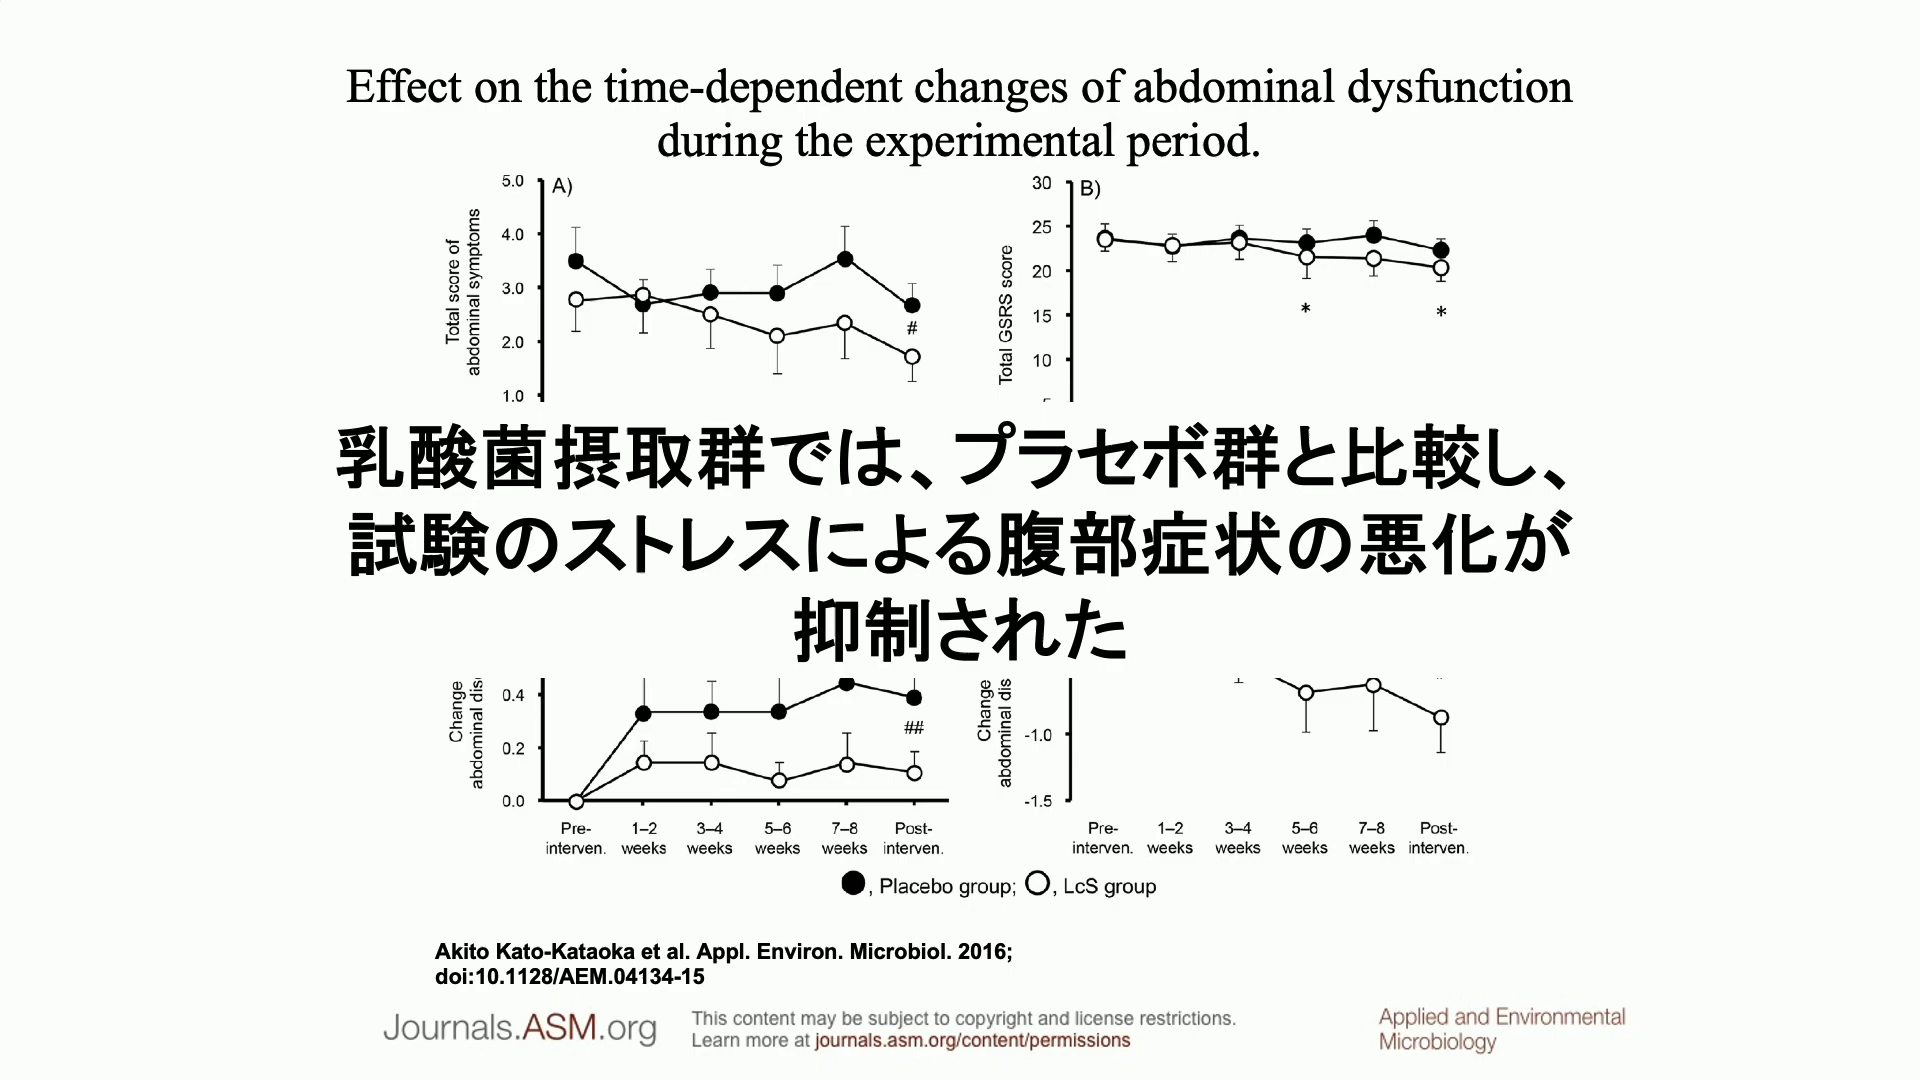 Effect on the time-dependent changes of abdominal dysfunction
during the experimental period.
A)
Total score of
abdominal symptoms
5.0
4.0
3.0
2.0
1.0
#
B)
Total GSRS score
30
25
20
15
10
*
*
乳酸菌摂取群では、プラセボ群と比較し、
試験のストレスによる腹部症状の悪化が
抑制された
Change
abdominal dis
0.4
0.2
0.0
##
Pre-
interven.
1–2
weeks
3–4
weeks
5–6
weeks
7–8
weeks
Post-
interven.
Change
abdominal dis
-1.0
-1.5
Pre-
interven.
1–2
weeks
3–4
weeks
5–6
weeks
7–8
weeks
Post-
interven.
, Placebo group; , LcS group
Akito Kato-Kataoka et al. Appl. Environ. Microbiol. 2016;
doi:10.1128/AEM.04134-15
Journals.ASM.org
This content may be subject to copyright and license restrictions.
Learn more at journals.asm.org/content/permissions
Applied and Environmental
Microbiology